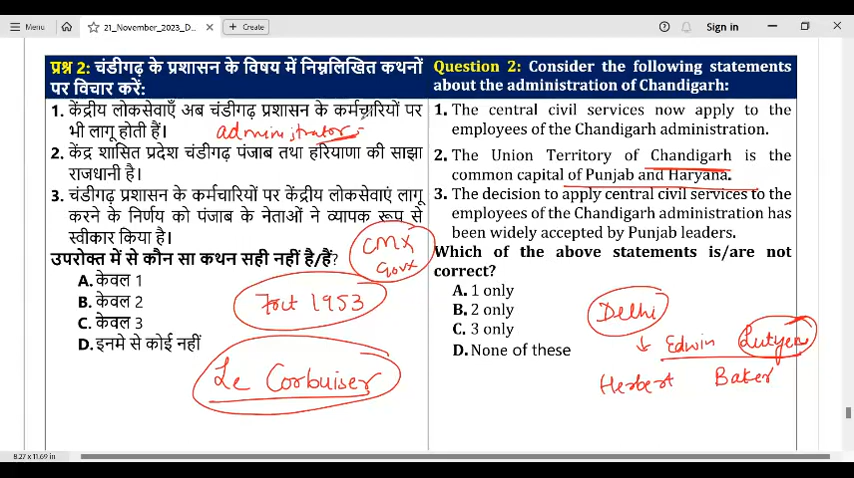 Menu
21_November_2023_D...
+ Create
Sign in
प्रश्न 2: चंडीगढ़ के प्रशासन के विषय में निम्नलिखित कथनों
पर विचार करें:
1. केंद्रीय लोकसेवाएँ अब चंडीगढ़ प्रशासन के कर्मचारियों पर
भी लागू होती हैं।
administrator
2. केंद्र शासित प्रदेश चंडीगढ़ पंजाब तथा हरियाणा की साझा
राजधानी है।
3. चंडीगढ़ प्रशासन के कर्मचारियों पर केंद्रीय लोकसेवाएं लागू
करने के निर्णय को पंजाब के नेताओं ने व्यापक रूप से
स्वीकार किया है।
CMX
Govx
उपरोक्त में से कौन सा कथन सही नहीं है/हैं?
A. केवल 1
B. केवल 2
C. केवल 3
D. इनमे से कोई नहीं
1953
Le Corbuiser
Question 2: Consider the following statements
about the administration of Chandigarh:
1. The central civil services now apply to the
employees of the Chandigarh administration.
2. The Union Territory of Chandigarh is the
common capital of Punjab and Haryana.
3. The decision to apply central civil services to the
employees of the Chandigarh administration has
been widely accepted by Punjab leaders.
Which of the above statements is/are not
correct?
A. 1 only
B. 2 only
C. 3 only
D. None of these
Delhi
Edwin Lutyen
Herbert Baker
8.27 x 11.69 in